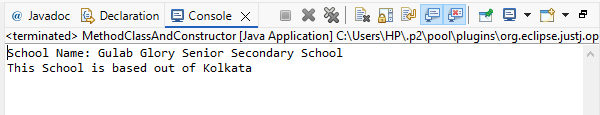 @ Javadoc Declaration Console
<terminated> MethodClassAndConstructor [Java Application] C:\Users\HP\.p2\pool\plugins\org.eclipse.justj.op
School Name: Gulab Glory Senior Secondary School
This School is based out of Kolkata